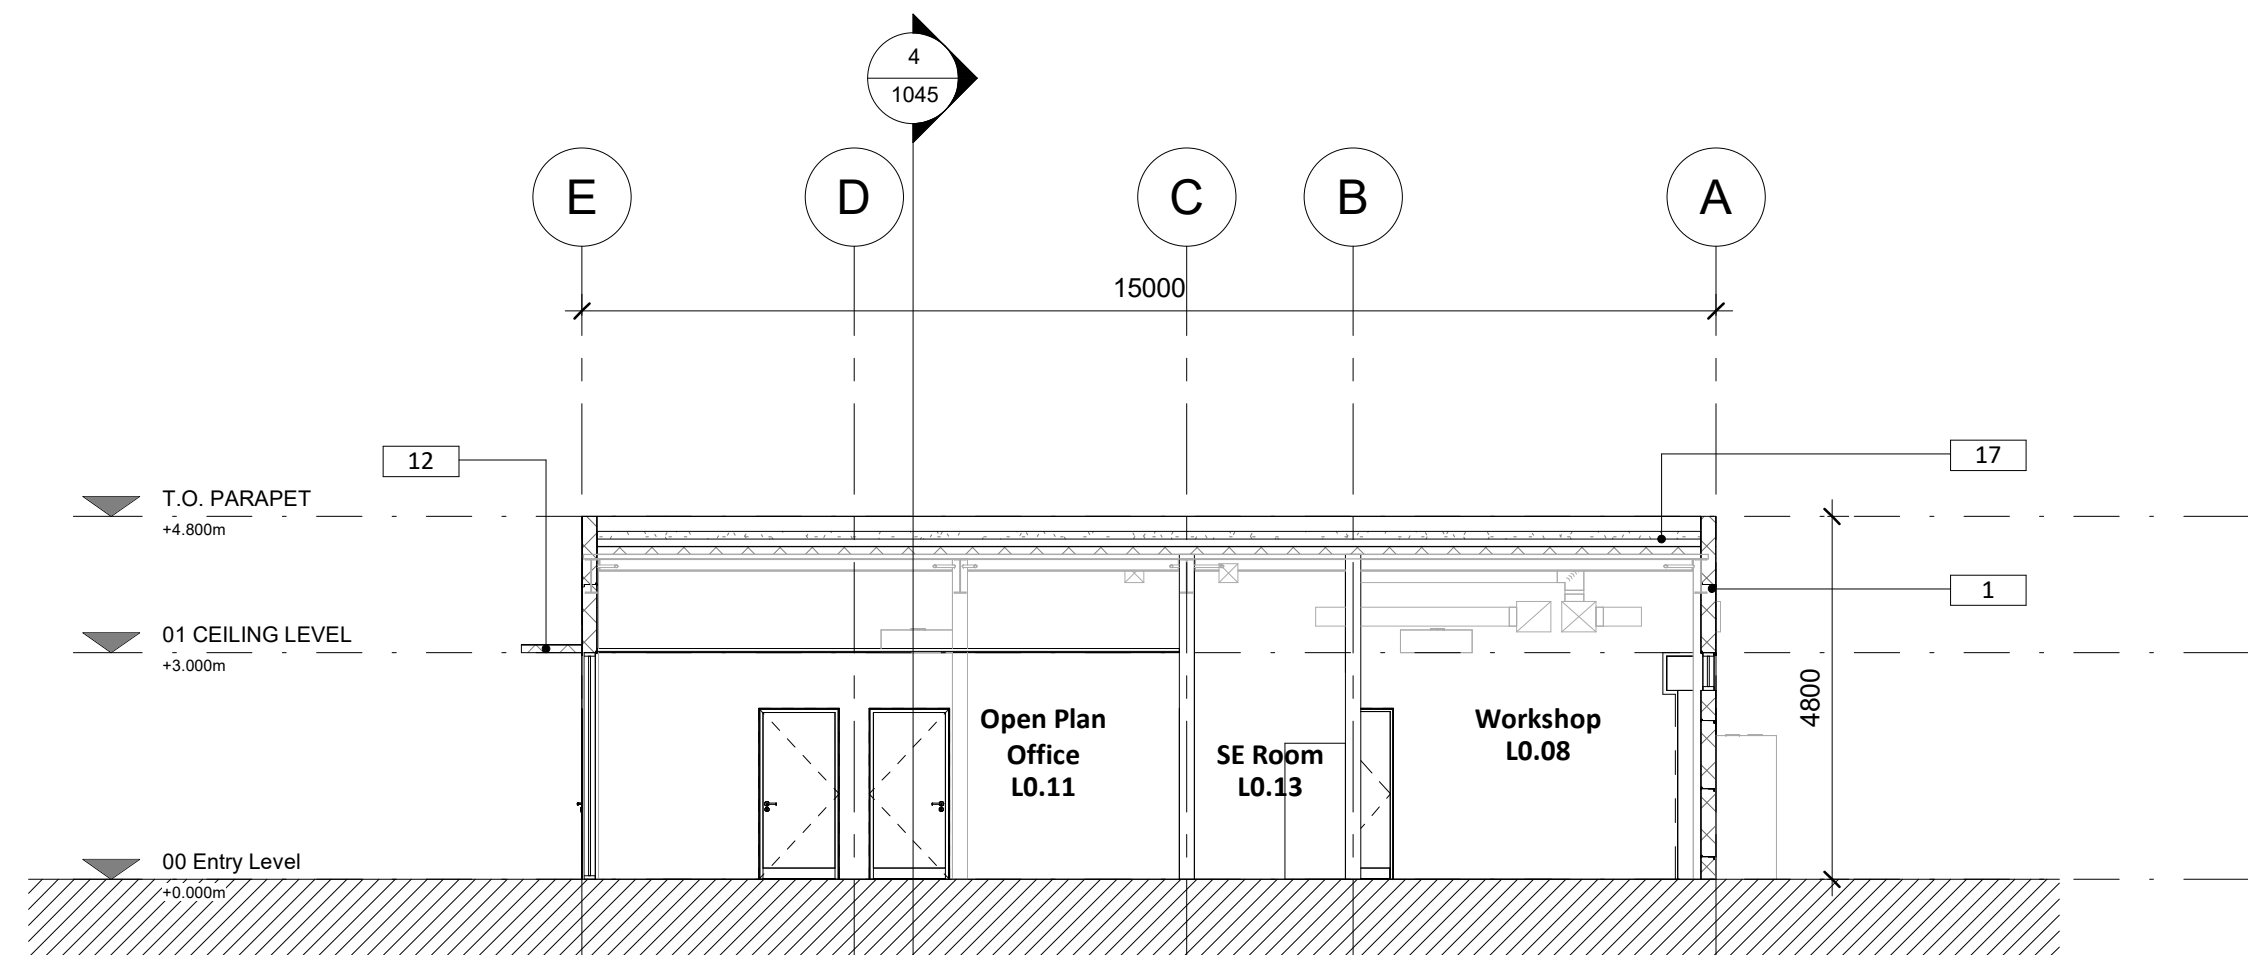 4
1045
E
D
C
B
A
15000
12
17
T.O. PARAPET
+4.800m
1
01 CEILING LEVEL
+3.000m
4800
Open Plan
Office
L0.11
SE Room
L0.13
Workshop
L0.08
00 Entry Level
+0.000m